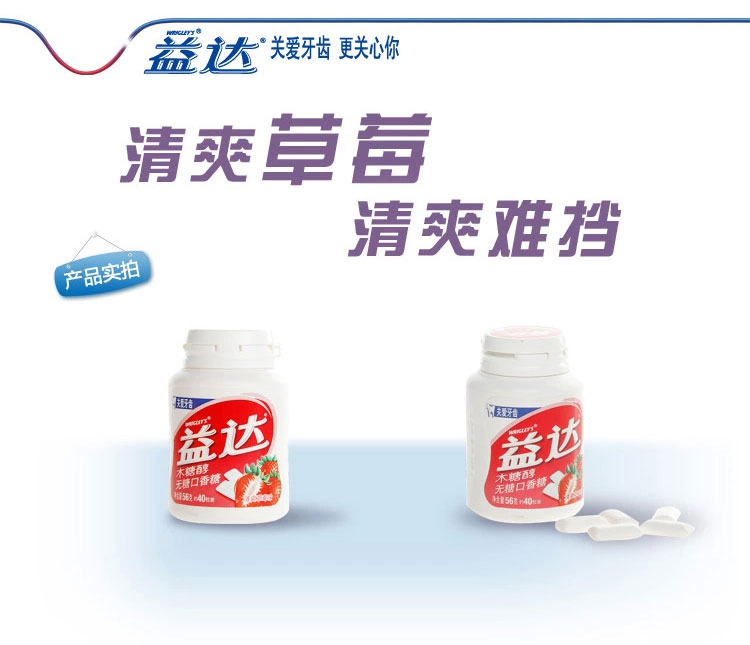 WRIGLEY'S®
益达® 关爱牙齿 更关心你
清爽草莓
清爽难挡
产品实拍
关爱牙齿
WRIGLEY'S®
益达
木糖醇
无糖口香糖
净含量56克 约40粒装
关爱牙齿
WRIGLEY'S®
益达
木糖醇
无糖口香糖
净含量56克 约40粒装